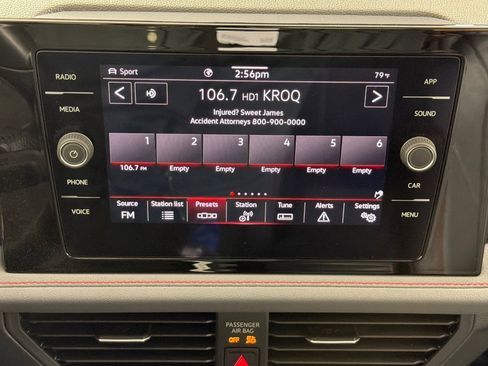 RADIO
MEDIA
PHONE
VOICE
Sport
2:56pm
79°F
106.7 HD1 KROQ
Injured? Sweet James
Accident Attorneys 800-900-0000
1 2 3 4 5 6
106.7 FM Empty Empty Empty Empty Empty
Source Station list Presets Station Tune Alerts Settings
FM
APP
SOUND
CAR
MENU
PASSENGER
AIR BAG
OFF